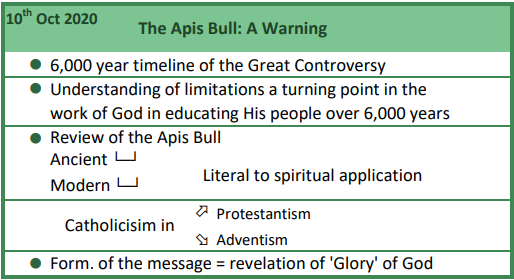 10th Oct 2020
The Apis Bull: A Warning
● 6,000 year timeline of the Great Controversy
● Understanding of limitations a turning point in the
work of God in educating His people over 6,000 years
● Review of the Apis Bull
Ancient
Modern
Literal to spiritual application
Catholicisim in
Protestantism
Adventism
● Form. of the message = revelation of 'Glory' of God